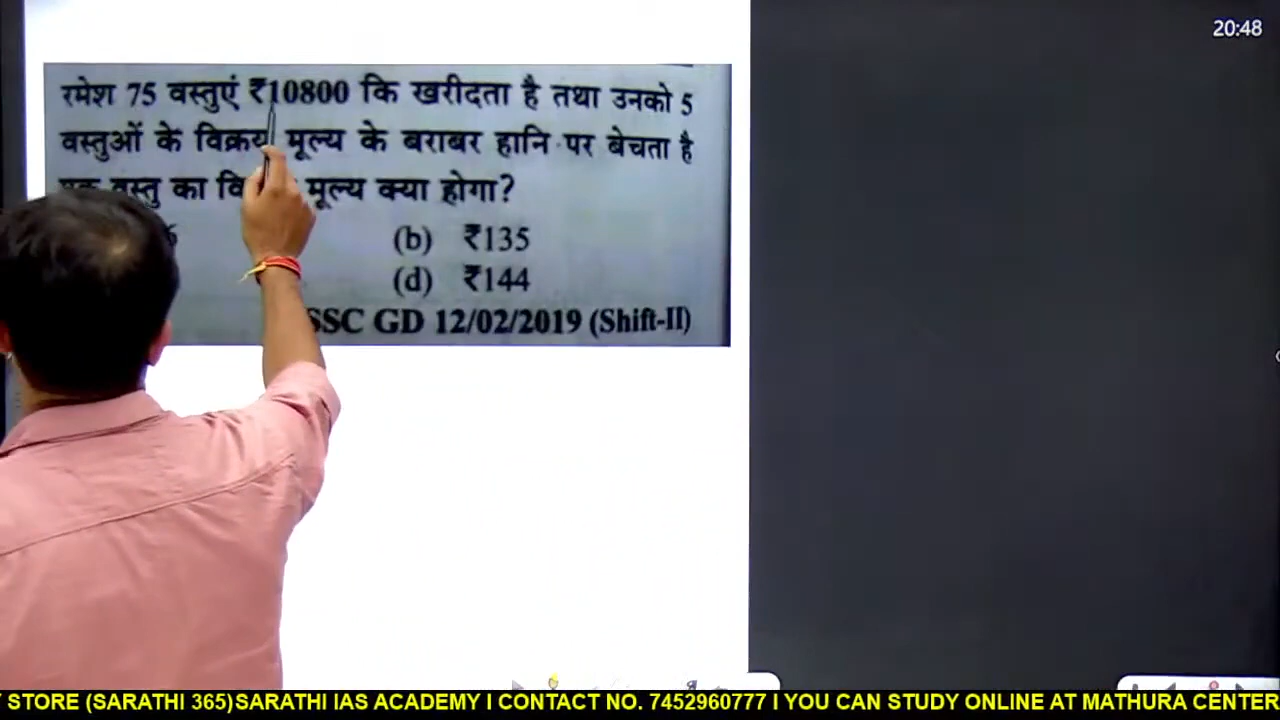 20:48
रमेश 75 वस्तुएं ₹10800 कि खरीदता है तथा उनको 5
वस्तुओं के विक्रय मूल्य के बराबर हानि पर बेचता है
वस्तु का मूल्य क्या होगा?
(b) ₹135
(d) ₹144
SSC GD 12/02/2019 (Shift-II)
STORE (SARATHI 365)SARATHI IAS ACADEMY I CONTACT NO. 7452960777 I YOU CAN STUDY ONLINE AT MATHURA CENTER